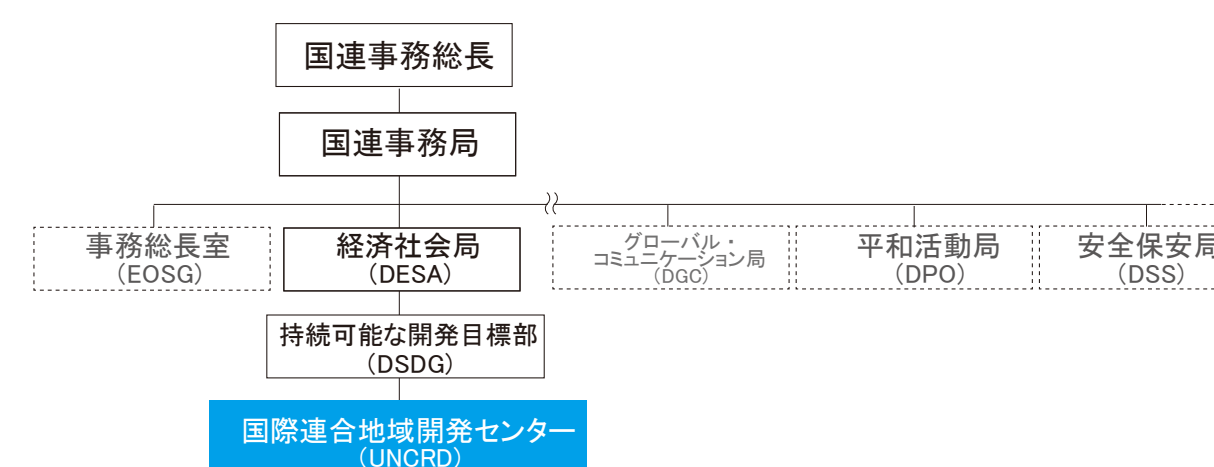 国連事務総長
国連事務局
事務総長室
(EOSG)
経済社会局
(DESA)
グローバル・
コミュニケーション局
(DGC)
平和活動局
(DPO)
安全保安局
(DSS)
持続可能な開発目標部
(DSDG)
国際連合地域開発センター
(UNCRD)